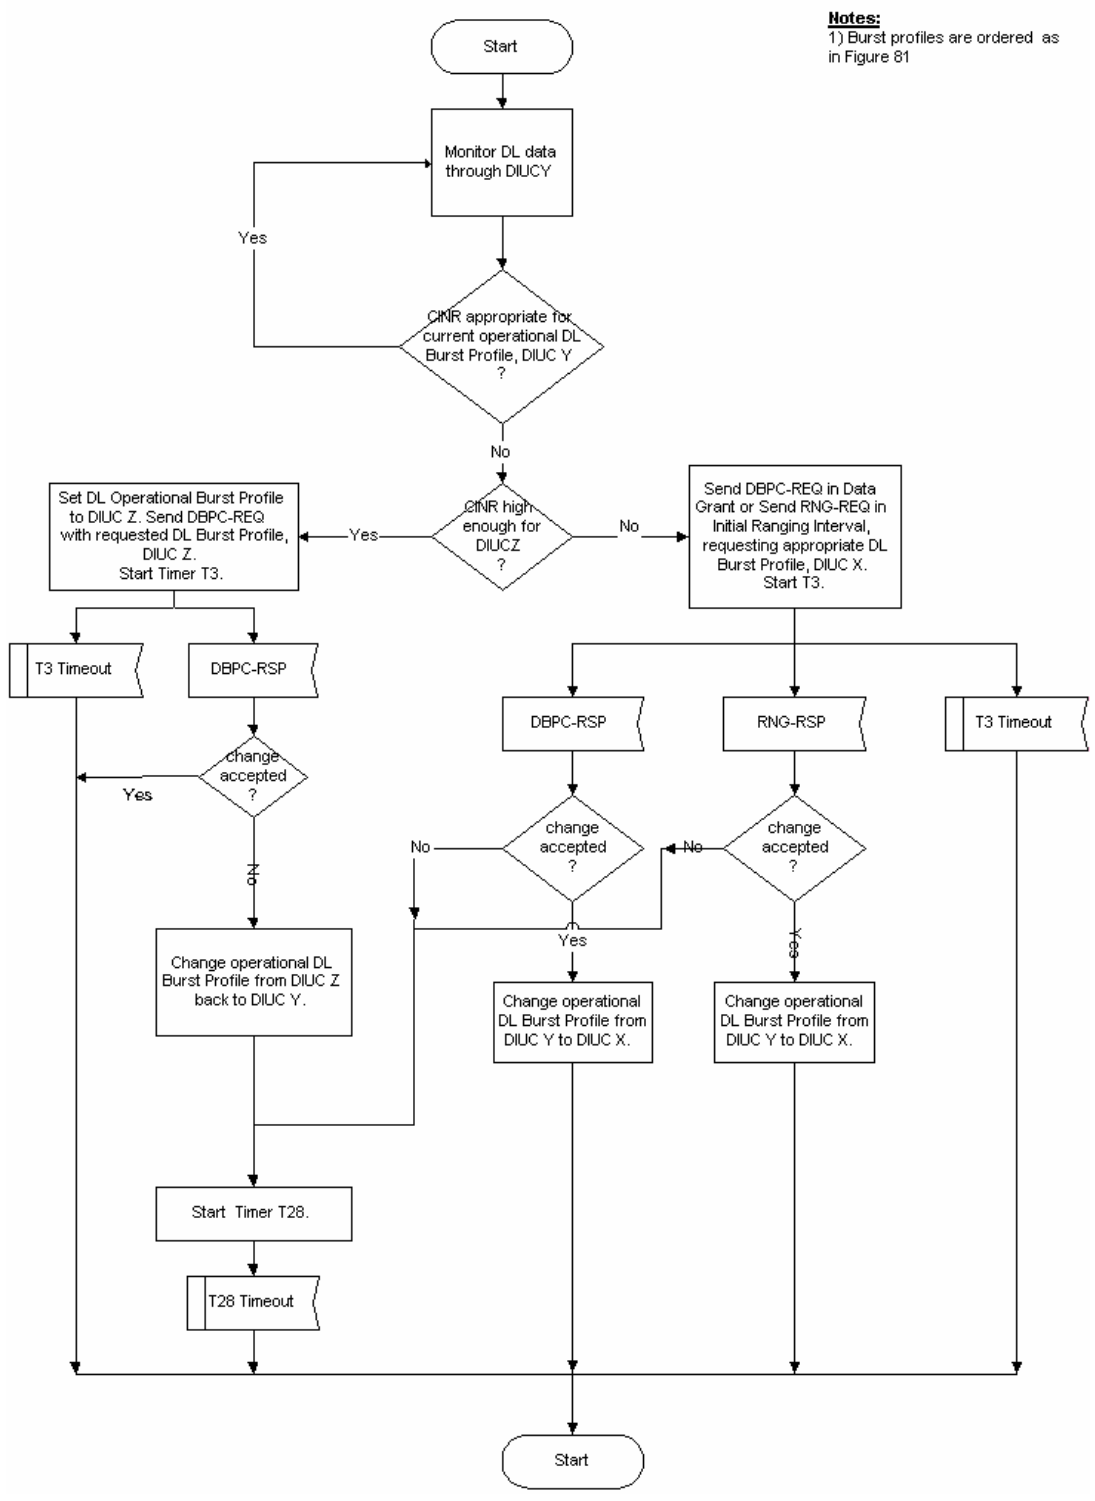 Notes:
1) Burst profiles are ordered as
in Figure 81
Start
Monitor DL data
through DIUCY
Yes
CINR appropriate for
current operational DL
Burst Profile, DIUC Y
?
No
Set DL Operational Burst Profile
to DIUC Z. Send DBPC-REQ
with requested DL Burst Profile,
DIUC Z.
Start Timer T3.
Yes
CINR high
enough for
DIUCZ
?
No
Send DBPC-REQ in Data
Grant or Send RNG-REQ in
Initial Ranging Interval,
requesting appropriate DL
Burst Profile, DIUC X.
Start T3.
T3 Timeout
DBPC-RSP
DBPC-RSP
RNG-RSP
T3 Timeout
change
accepted
?
Yes
No
change
accepted
?
No
Yes
change
accepted
?
No
Yes
Change operational DL
Burst Profile from DIUC Z
back to DIUC Y.
Change operational
DL Burst Profile from
DIUC Y to DIUC X.
Change operational
DL Burst Profile from
DIUC Y to DIUC X.
Start Timer T28.
T28 Timeout
Start